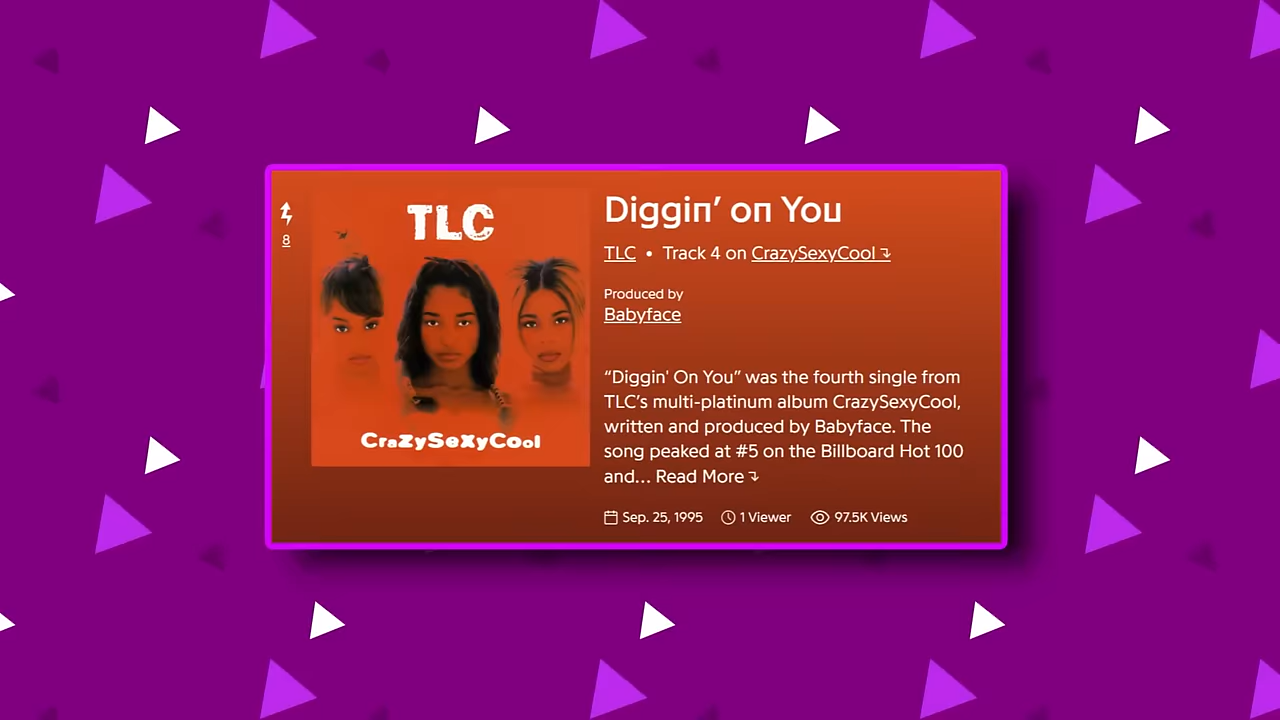 8
TLC
CraZySeXyCool
Diggin’ on You
TLC • Track 4 on CrazySexyCool
Produced by
Babyface
“Diggin' On You” was the fourth single from
TLC’s multi-platinum album CrazySexyCool,
written and produced by Babyface. The
song peaked at #5 on the Billboard Hot 100
and… Read More
Sep. 25, 1995 1 Viewer 97.5K Views